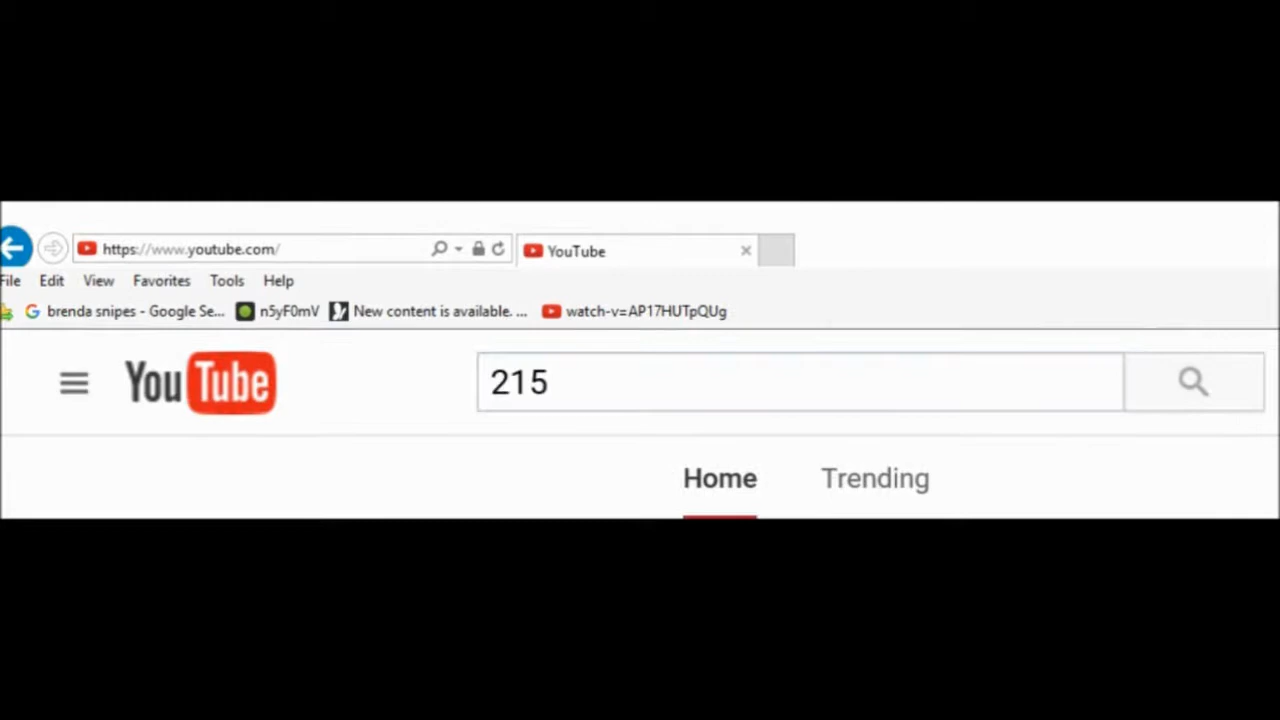 https://www.youtube.com/ YouTube
File Edit View Favorites Tools Help
brenda snipes - Google Se... n5yF0mV New content is available. ... watch-v=AP17HUTpQUg
YouTube 215
Home Trending